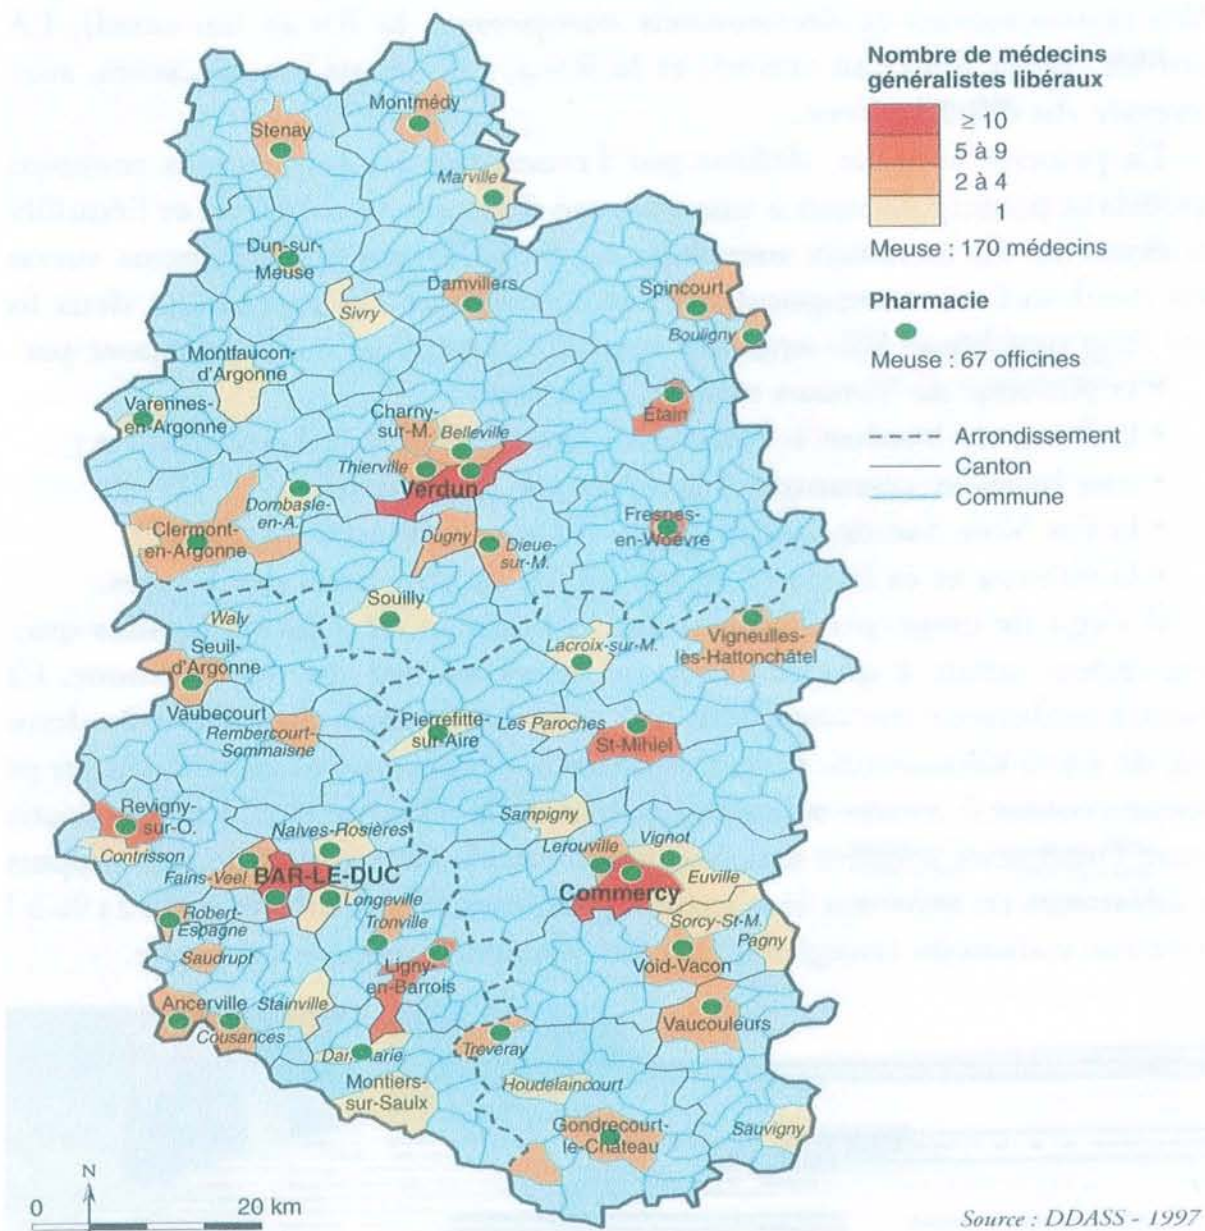 Nombre de médecins
généralistes libéraux
≥ 10
5 à 9
2 à 4
1
Meuse : 170 médecins
Pharmacie
Meuse : 67 officines
Arrondissement
Canton
Commune
Montmédy
Stenay
Marville
Dun-sur-
Meuse
Damvillers
Spincourt
Sivry
Bouligny
Montfaucon-
d'Argonne
Varennes-
en-Argonne
Charny-
sur-M.
Belleville
Etain
Thierville
Verdun
Dombasle-
en-A.
Clermont-
en-Argonne
Dugny
Dieue-
sur-M.
Fresnes-
en-Woëvre
Souilly
Waly
Lacroix-sur-M.
Vigneulles-
lès-Hattonchâtel
Seuil-
d'Argonne
Vaubecourt
Rembercourt-
Sommaisne
Pierrefitte-
sur-Aire
Les Paroches
St-Mihiel
Revigny-
sur-O.
Contrisson
Naives-Rosières
Sampigny
Vignot
Lerouville
Fains-Veel
BAR-LE-DUC
Commercy
Euville
Longeville
Robert-
Espagne
Tronville
Sorcy-St-M.
Pagny
Saudrupt
Ligny-
en-Barrois
Void-Vacon
Ancerville
Stainville
Cousances
Vaucouleurs
Treveray
Montiers-
sur-Saulx
Houdelaincourt
Gondrecourt-
le-Château
Sauvigny
N
0 20 km
Source : DDASS - 1997